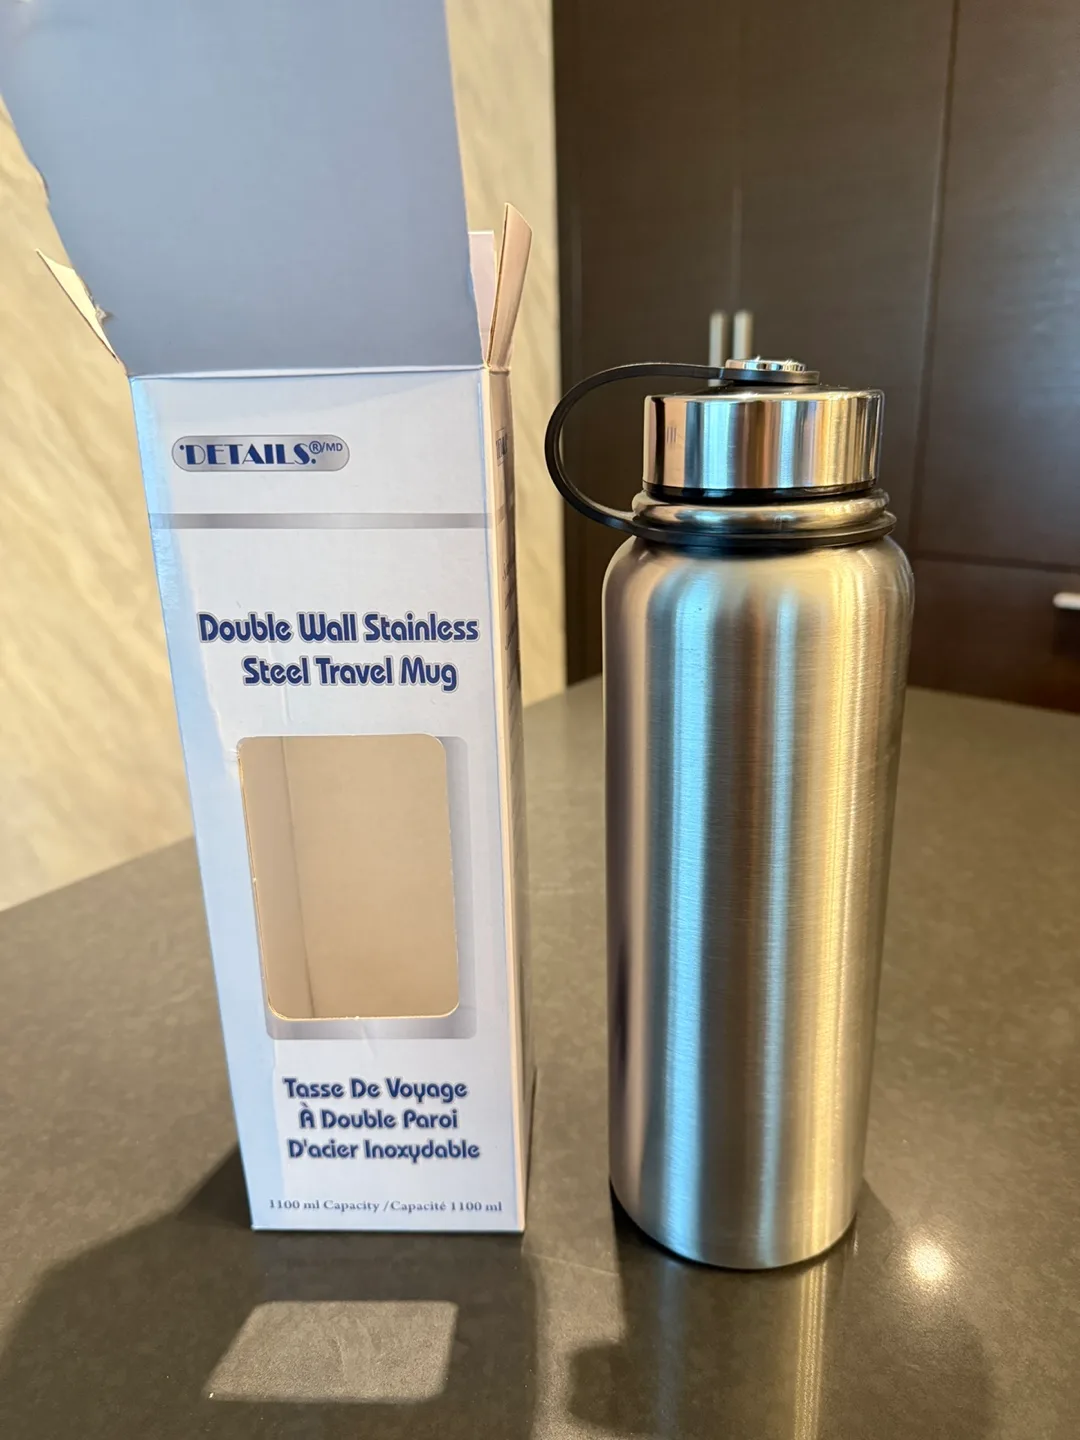 'DETAILS.®/MD
Double Wall Stainless
Steel Travel Mug
Tasse De Voyage
À Double Paroi
D'acier Inoxydable
1100 ml Capacity /Capacité 1100 ml